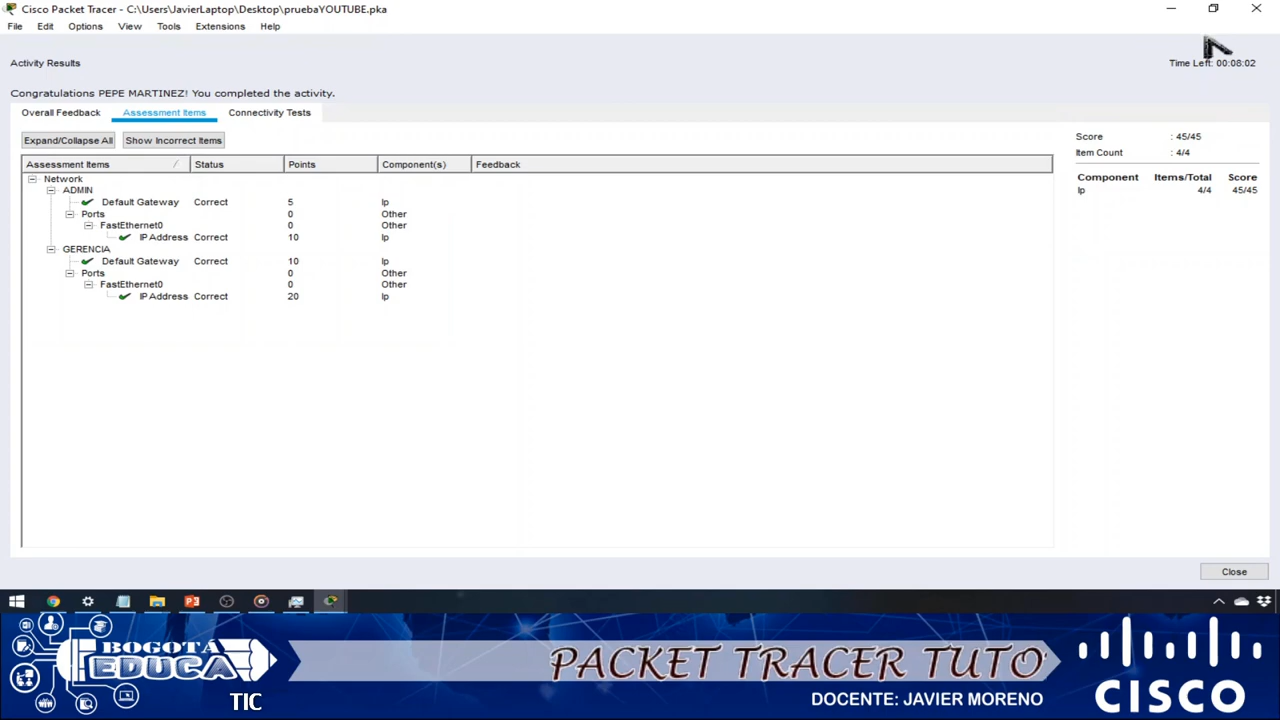 Cisco Packet Tracer - C:\Users\JavierLaptop\Desktop\pruebaYOUTUBE.pka
File Edit Options View Tools Extensions Help
Activity Results
Time Left: 00:08:02
Congratulations PEPE MARTINEZ! You completed the activity.
Overall Feedback Assessment Items Connectivity Tests
Expand/Collapse All Show Incorrect Items
Score : 45/45
Item Count : 4/4
Component Items/Total Score
Ip 4/4 45/45
Assessment Items Status Points Component(s) Feedback
Network
ADMIN
Default Gateway Correct 5 Ip
Ports 0 Other
FastEthernet0 0 Other
IP Address Correct 10 Ip
GERENCIA
Default Gateway Correct 10 Ip
Ports 0 Other
FastEthernet0 0 Other
IP Address Correct 20 Ip
Close
BOGOTÁ
EDUCA
TIC
PACKET TRACER TUTO
DOCENTE: JAVIER MORENO
CISCO